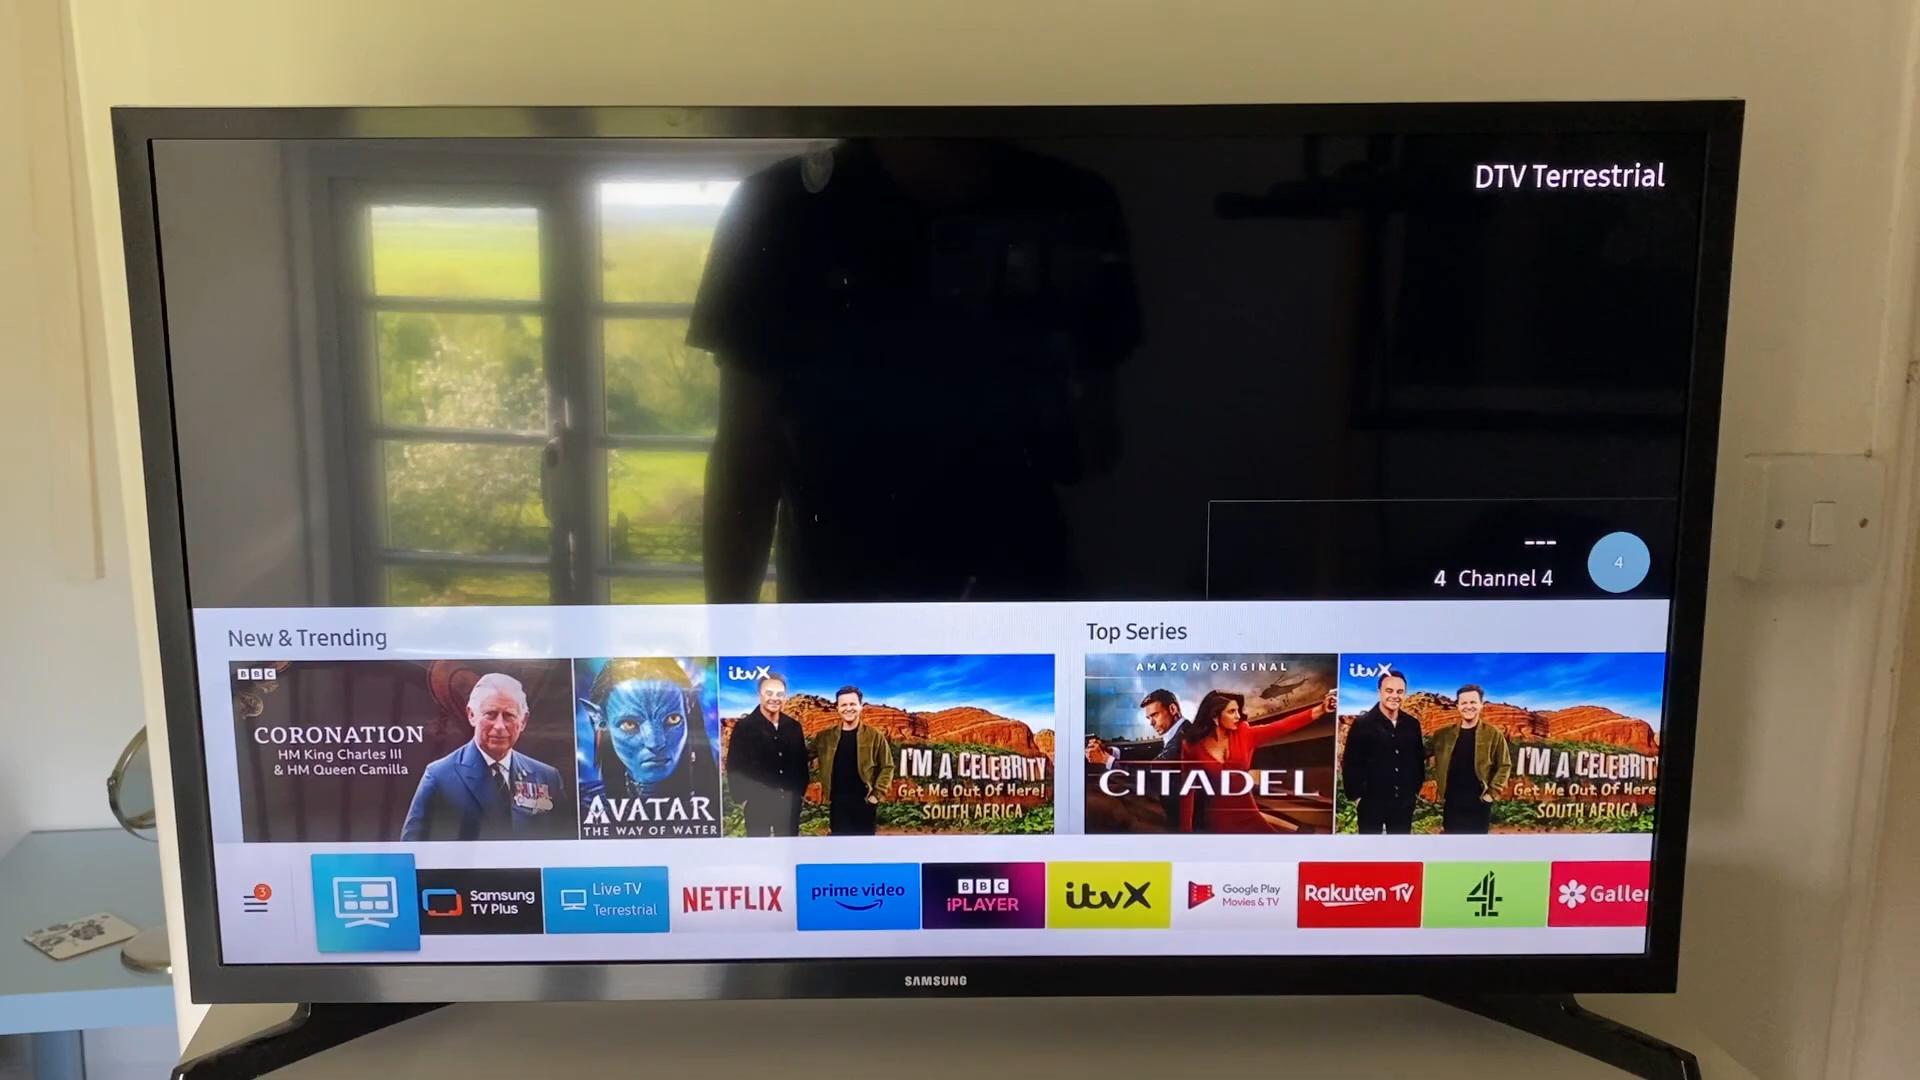 DTV Terrestrial
---
4 Channel 4
4
New & Trending
Top Series
BBC
CORONATION
HM King Charles III
& HM Queen Camilla
AVATAR
THE WAY OF WATER
itvX
I'M A CELEBRITY
Get Me Out Of Here!
SOUTH AFRICA
AMAZON ORIGINAL
CITADEL
itvX
I'M A CELEBRIT
Get Me Out Of Here
SOUTH AFRICA
3
Samsung
TV Plus
Live TV
Terrestrial
NETFLIX
prime video
BBC
iPLAYER
itvX
Google Play
Movies & TV
Rakuten TV
4
Galler
SAMSUNG